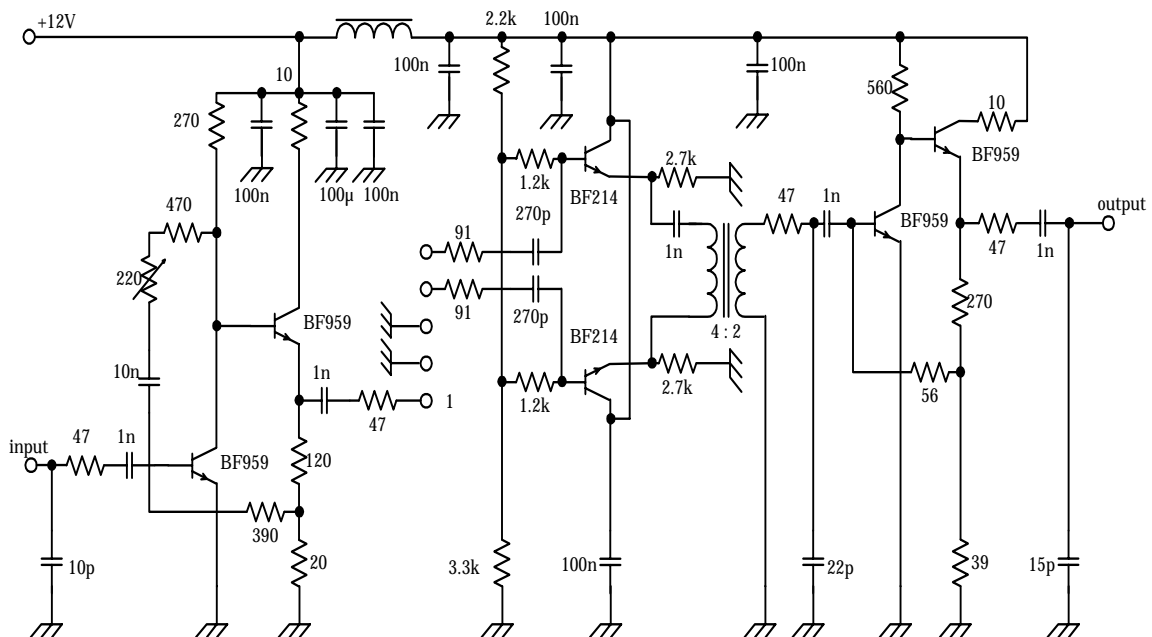 +12V
2.2k
100n
10
100n
100n
560
10
270
BF959
2.7k
1.2k
BF214
100n
100µ
100n
270p
47
1n
BF959
output
470
91
1n
47
1n
220
270
91
BF959
270p
BF214
4 : 2
10n
1n
2.7k
1
1.2k
56
47
input
47
1n
BF959
120
390
10p
20
3.3k
100n
22p
39
15p